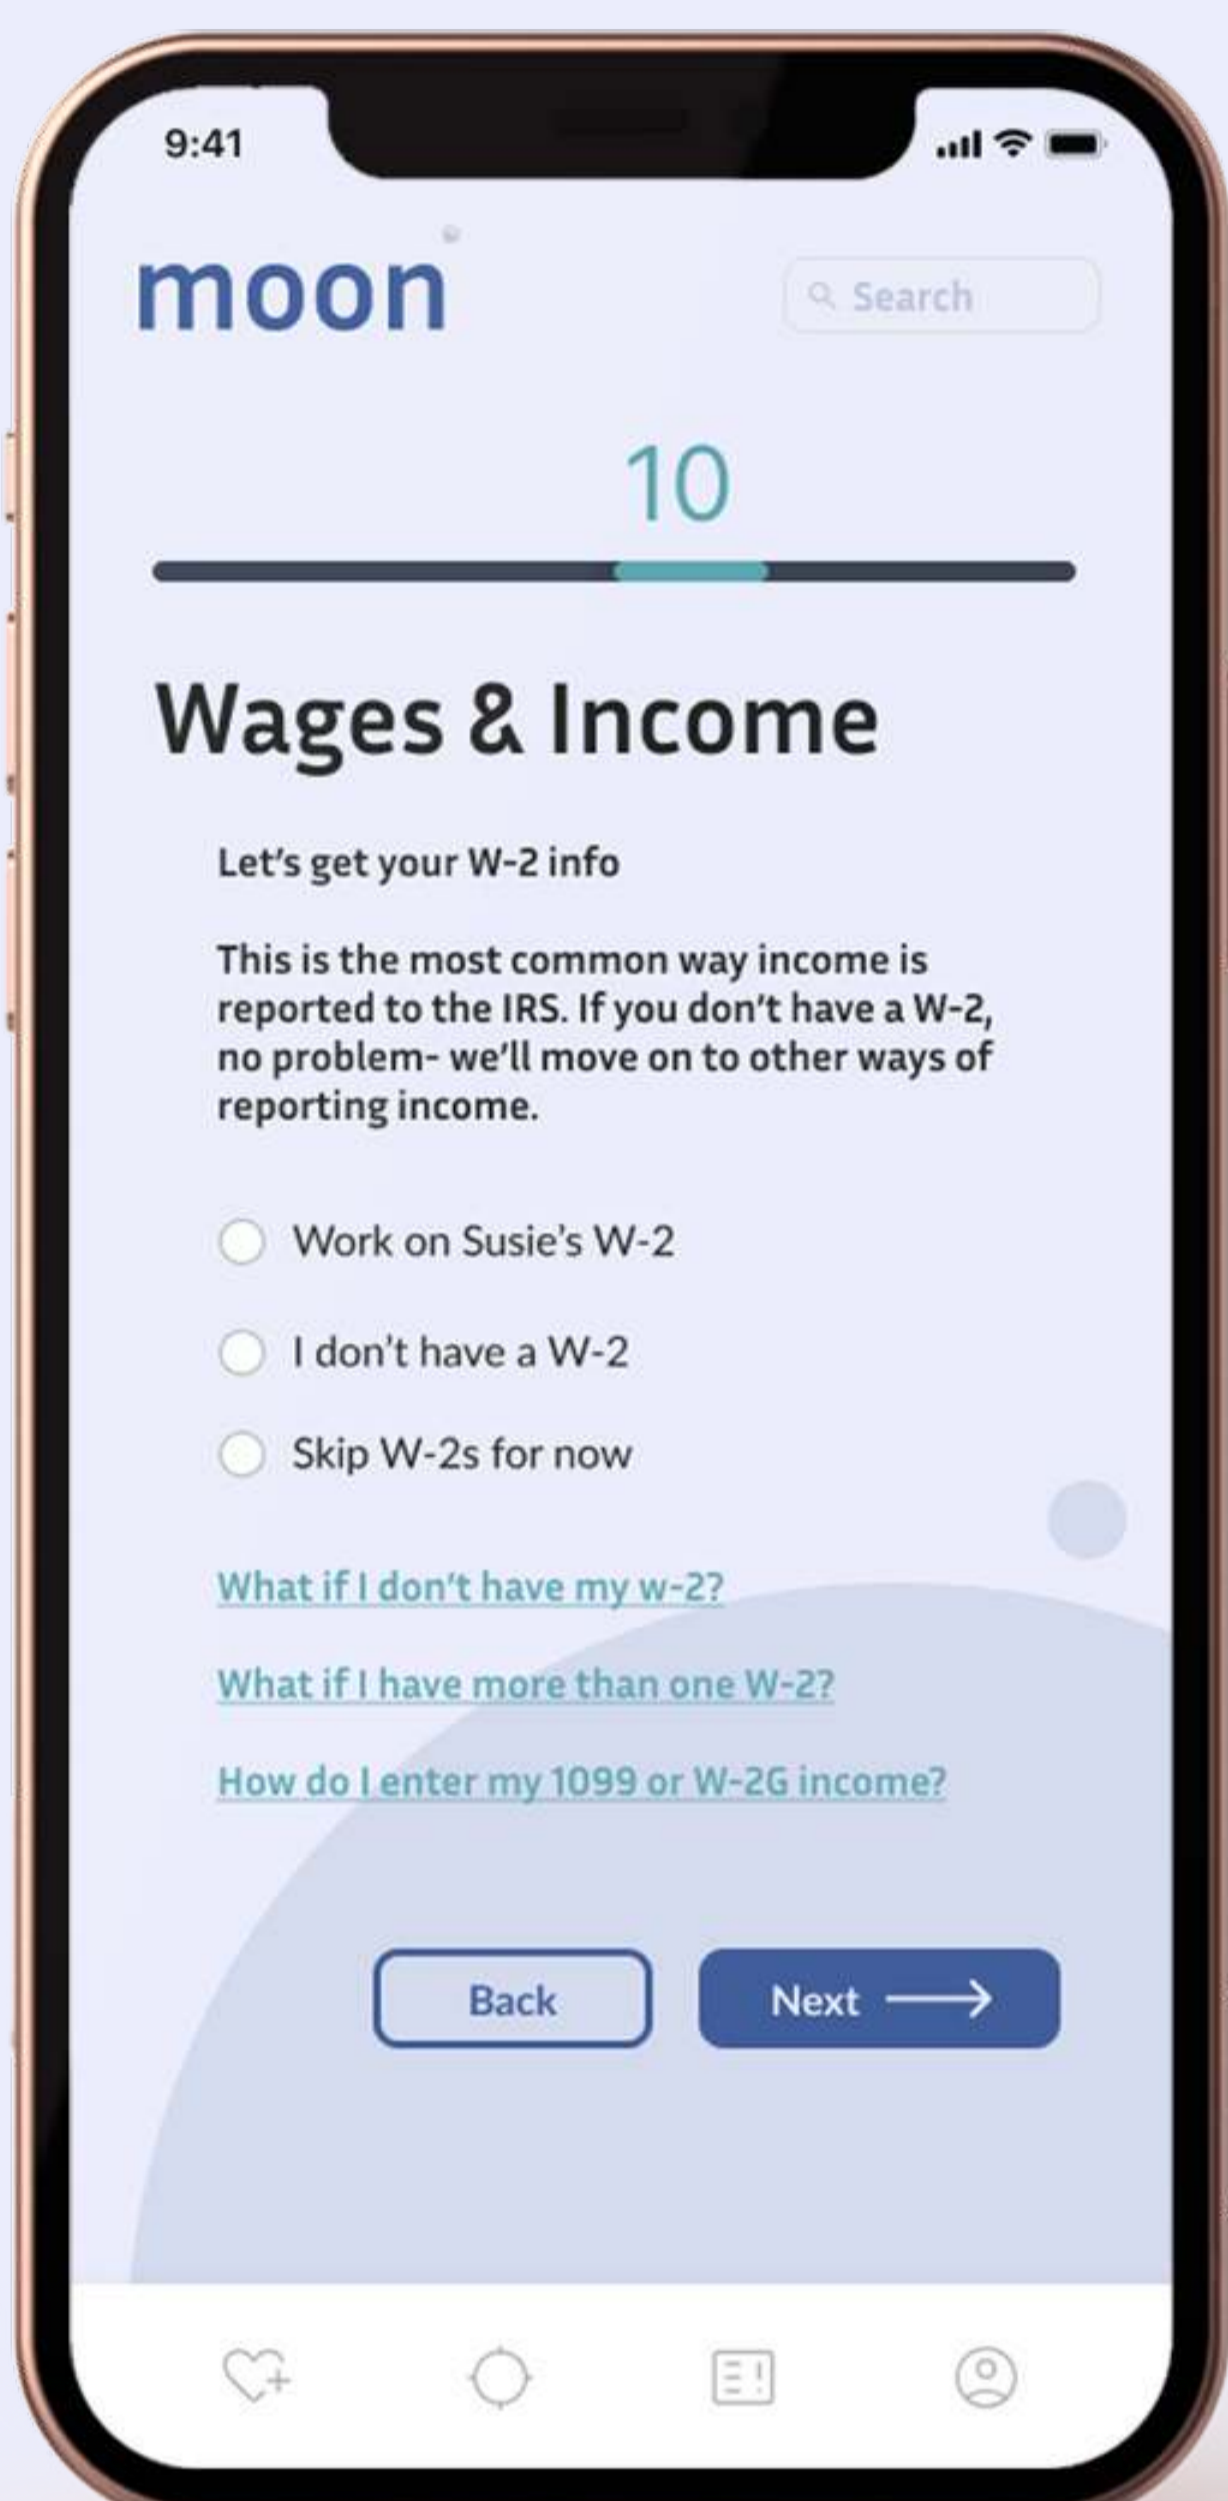 9:41
moon
Search
10
Wages & Income
Let's get your W-2 info
This is the most common way income is
reported to the IRS. If you don't have a W-2,
no problem- we'll move on to other ways of
reporting income.
Work on Susie's W-2
I don't have a W-2
Skip W-2s for now
What if I don't have my w-2?
What if I have more than one W-2?
How do I enter my 1099 or W-2G income?
Back
Next